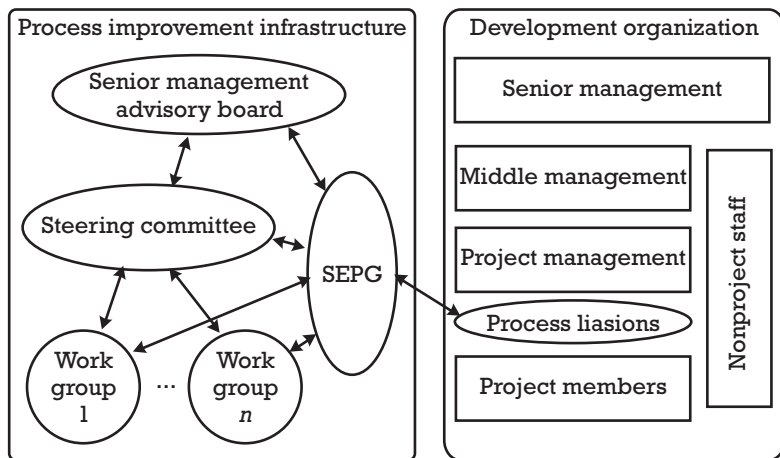 Process improvement infrastructure
Senior management
advisory board
Steering committee
SEPG
Work
group
1
...
Work
group
n
Development organization
Senior management
Middle management
Project management
Process liasions
Project members
Nonproject staff